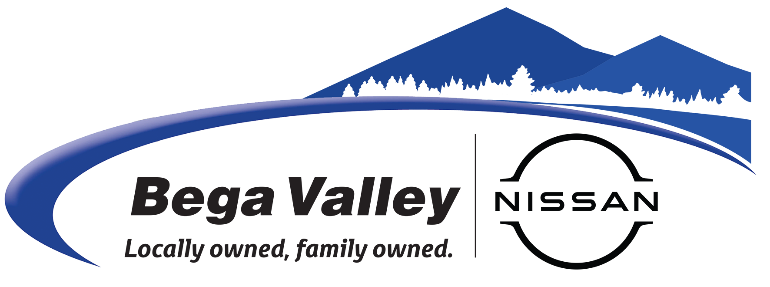 Bega Valley
Locally owned, family owned.
NISSAN